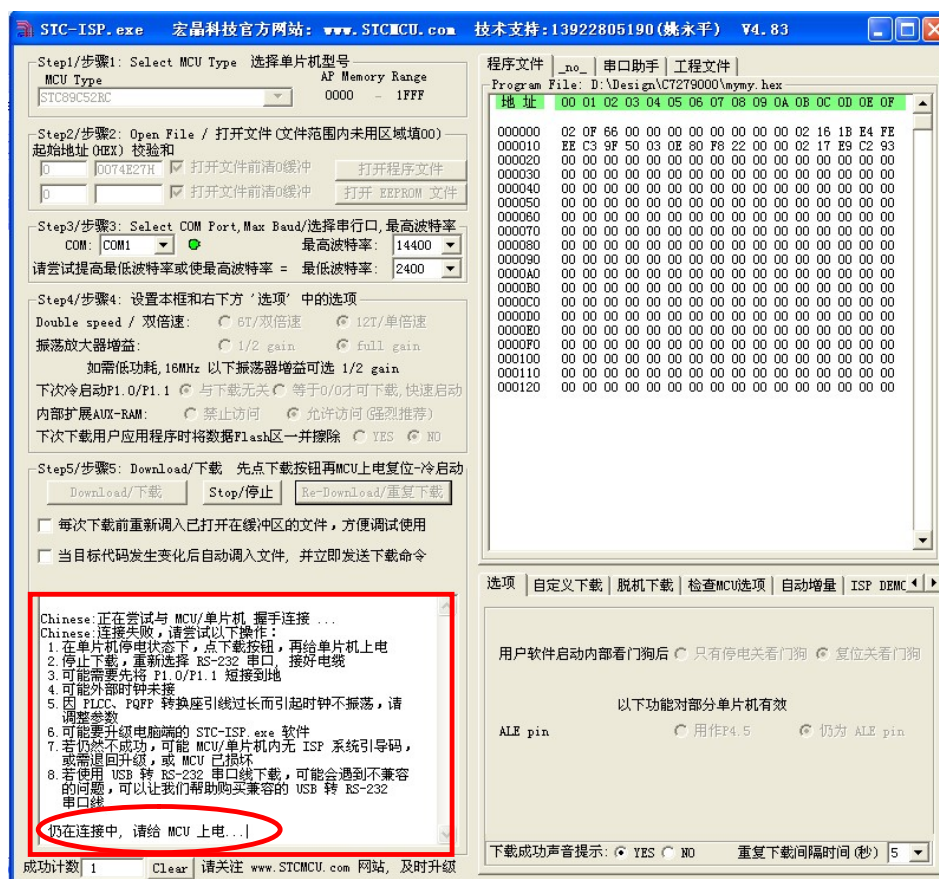 STC-ISP.exe 宏晶科技官方网站: www.STCMCU.com 技术支持:13922805190(姚永平) V4.83
Step1/步骤1: Select MCU Type 选择单片机型号
MCU Type AP Memory Range
STC89C52RC 0000 - 1FFF
Step2/步骤2: Open File / 打开文件(文件范围内未用区域填00)
起始地址(HEX) 校验和
0 0074E27H 打开文件前清0缓冲 打开程序文件
0 打开文件前清0缓冲 打开 EEPROM 文件
Step3/步骤3: Select COM Port,Max Baud/选择串行口,最高波特率
COM: COM1 最高波特率: 14400
请尝试提高最低波特率或使最高波特率 = 最低波特率: 2400
Step4/步骤4: 设置本框和右下方 '选项' 中的选项
Double speed / 双倍速: 6T/双倍速 12T/单倍速
振荡放大器增益: 1/2 gain full gain
如需低功耗,16MHz 以下振荡器增益可选 1/2 gain
下次冷启动P1.0/P1.1 与下载无关 等于0/0才可下载,快速启动
内部扩展AUX-RAM: 禁止访问 允许访问(强烈推荐)
下次下载用户应用程序时将数据Flash区一并擦除 YES NO
Step5/步骤5: Download/下载 先点下载按钮再MCU上电复位-冷启动
Download/下载 Stop/停止 Re-Download/重复下载
每次下载前重新调入已打开在缓冲区的文件，方便调试使用
当目标代码发生变化后自动调入文件, 并立即发送下载命令
Chinese:正在尝试与 MCU/单片机 握手连接 ...
Chinese:连接失败，请尝试以下操作：
1.在单片机停电状态下，点下载按钮，再给单片机上电
2.停止下载，重新选择 RS-232 串口, 接好电缆
3.可能需要先将 P1.0/P1.1 短接到地
4.可能外部时钟未接
5.因 PLCC、PQFP 转换座引线过长而引起时钟不振荡，请
调整参数
6.可能要升级电脑端的 STC-ISP.exe 软件
7.若仍然不成功，可能 MCU/单片机内无 ISP 系统引导码，
或需退回升级，或 MCU 已损坏
8.若使用 USB 转 RS-232 串口线下载，可能会遇到不兼容
的问题，可以让我们帮助购买兼容的 USB 转 RS-232
串口线
仍在连接中, 请给 MCU 上电...
成功计数 1 Clear 请关注 www.STCMCU.com 网站, 及时升级
程序文件 _no_ 串口助手 工程文件
Program File: D:\Design\C7279000\mymy.hex
地 址 00 01 02 03 04 05 06 07 08 09 0A 0B 0C 0D 0E 0F
000000 02 0F 66 00 00 00 00 00 00 00 00 02 16 1B E4 FE
000010 EE C3 9F 50 03 0E 80 F8 22 00 00 02 17 E9 C2 93
000020 00 00 00 00 00 00 00 00 00 00 00 00 00 00 00 00
000030 00 00 00 00 00 00 00 00 00 00 00 00 00 00 00 00
000040 00 00 00 00 00 00 00 00 00 00 00 00 00 00 00 00
000050 00 00 00 00 00 00 00 00 00 00 00 00 00 00 00 00
000060 00 00 00 00 00 00 00 00 00 00 00 00 00 00 00 00
000070 00 00 00 00 00 00 00 00 00 00 00 00 00 00 00 00
000080 00 00 00 00 00 00 00 00 00 00 00 00 00 00 00 00
000090 00 00 00 00 00 00 00 00 00 00 00 00 00 00 00 00
0000A0 00 00 00 00 00 00 00 00 00 00 00 00 00 00 00 00
0000B0 00 00 00 00 00 00 00 00 00 00 00 00 00 00 00 00
0000C0 00 00 00 00 00 00 00 00 00 00 00 00 00 00 00 00
0000D0 00 00 00 00 00 00 00 00 00 00 00 00 00 00 00 00
0000E0 00 00 00 00 00 00 00 00 00 00 00 00 00 00 00 00
0000F0 00 00 00 00 00 00 00 00 00 00 00 00 00 00 00 00
000100 00 00 00 00 00 00 00 00 00 00 00 00 00 00 00 00
000110 00 00 00 00 00 00 00 00 00 00 00 00 00 00 00 00
000120 00 00 00 00 00 00 00 00 00 00 00 00 00 00 00 00
选项 自定义下载 脱机下载 检查MCU选项 自动增量 ISP DEMO
用户软件启动内部看门狗后 只有停电关看门狗 复位关看门狗
以下功能对部分单片机有效
ALE pin 用作P4.5 仍为 ALE pin
下载成功声音提示: YES NO 重复下载间隔时间(秒) 5